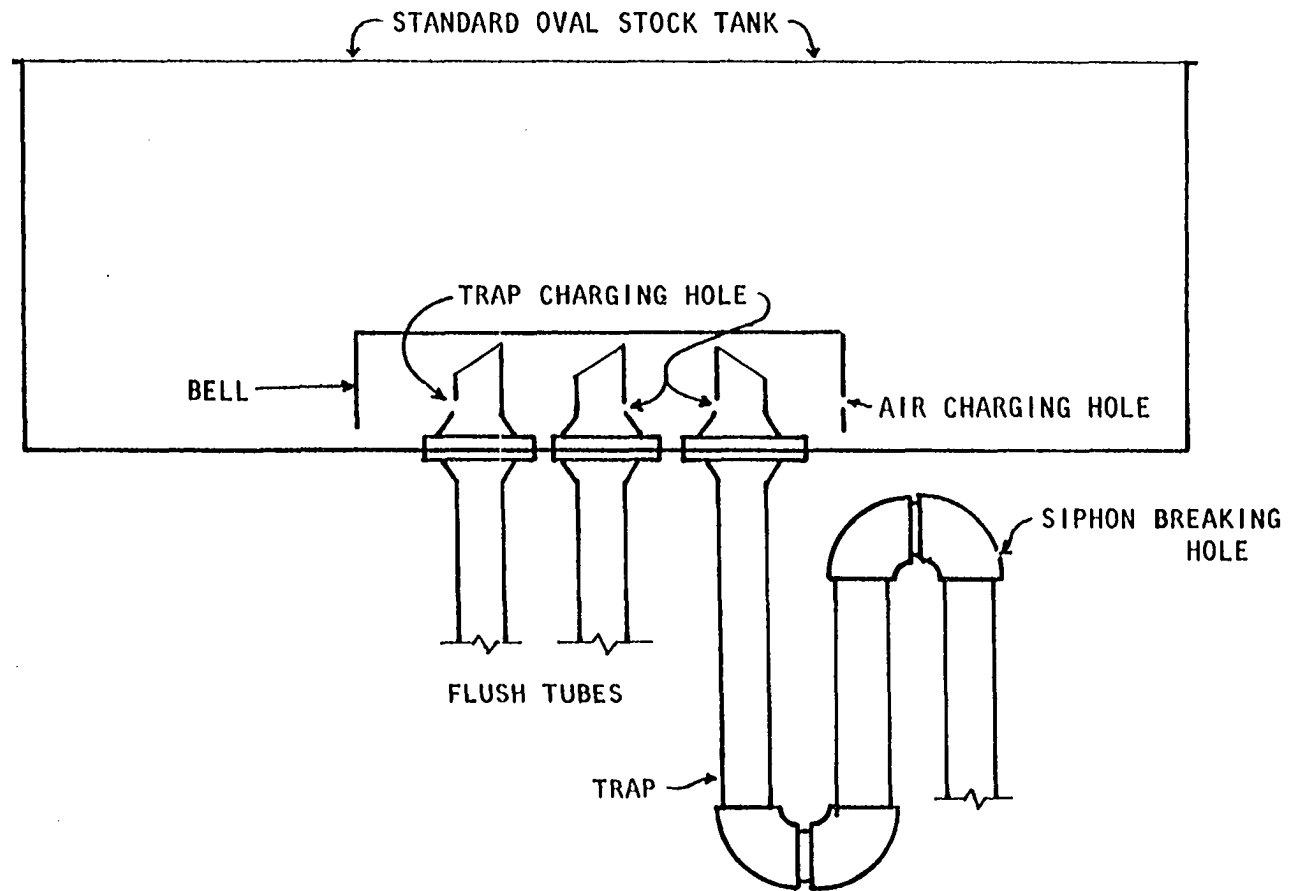 STANDARD OVAL STOCK TANK
TRAP CHARGING HOLE
BELL
AIR CHARGING HOLE
SIPHON BREAKING
HOLE
FLUSH TUBES
TRAP